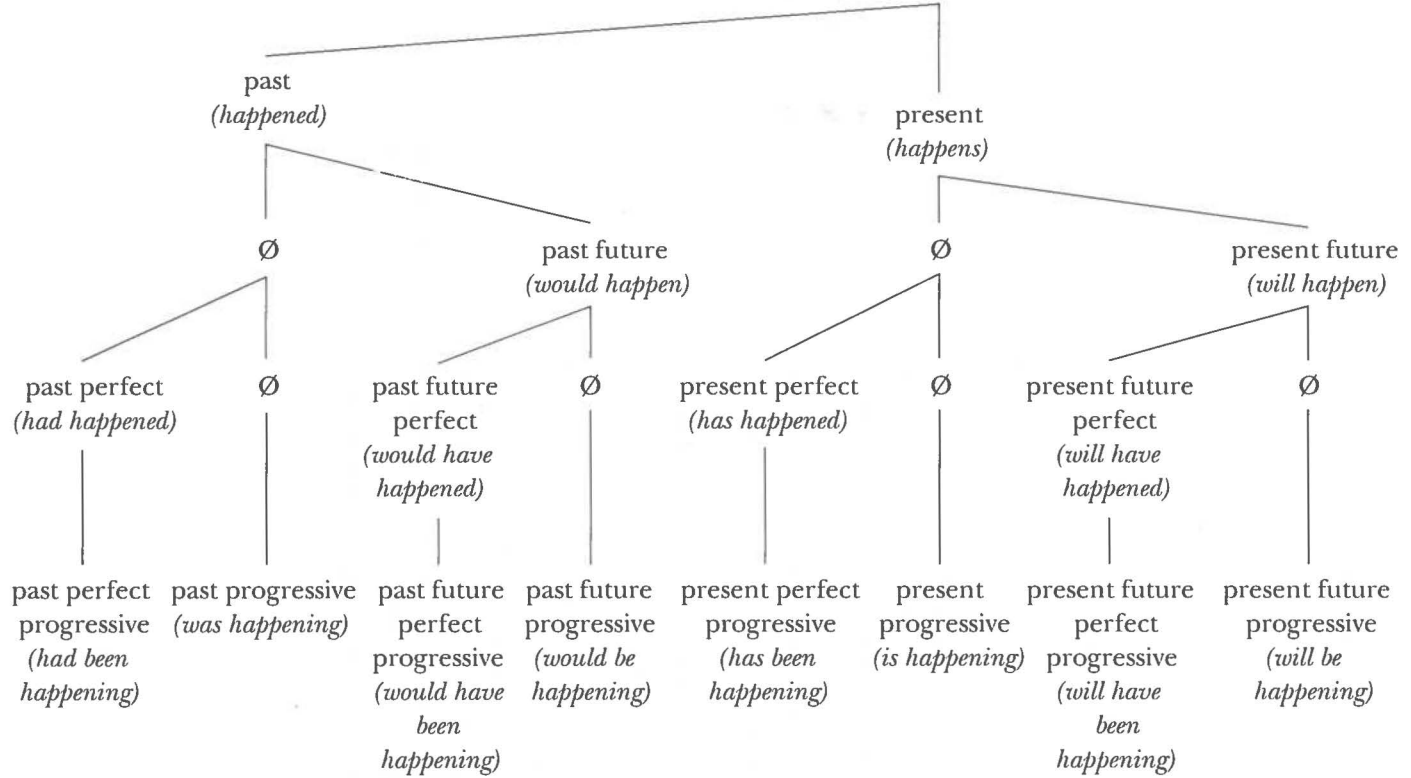 past
(happened)
present
(happens)
Ø
past future
(would happen)
Ø
present future
(will happen)
past perfect
(had happened)
Ø
past future
perfect
(would have
happened)
Ø
present perfect
(has happened)
Ø
present future
perfect
(will have
happened)
Ø
past perfect
progressive
(had been
happening)
past progressive
(was happening)
past future
perfect
progressive
(would have
been
happening)
past future
progressive
(would be
happening)
present perfect
progressive
(has been
happening)
present
progressive
(is happening)
present future
perfect
progressive
(will have
been
happening)
present future
progressive
(will be
happening)